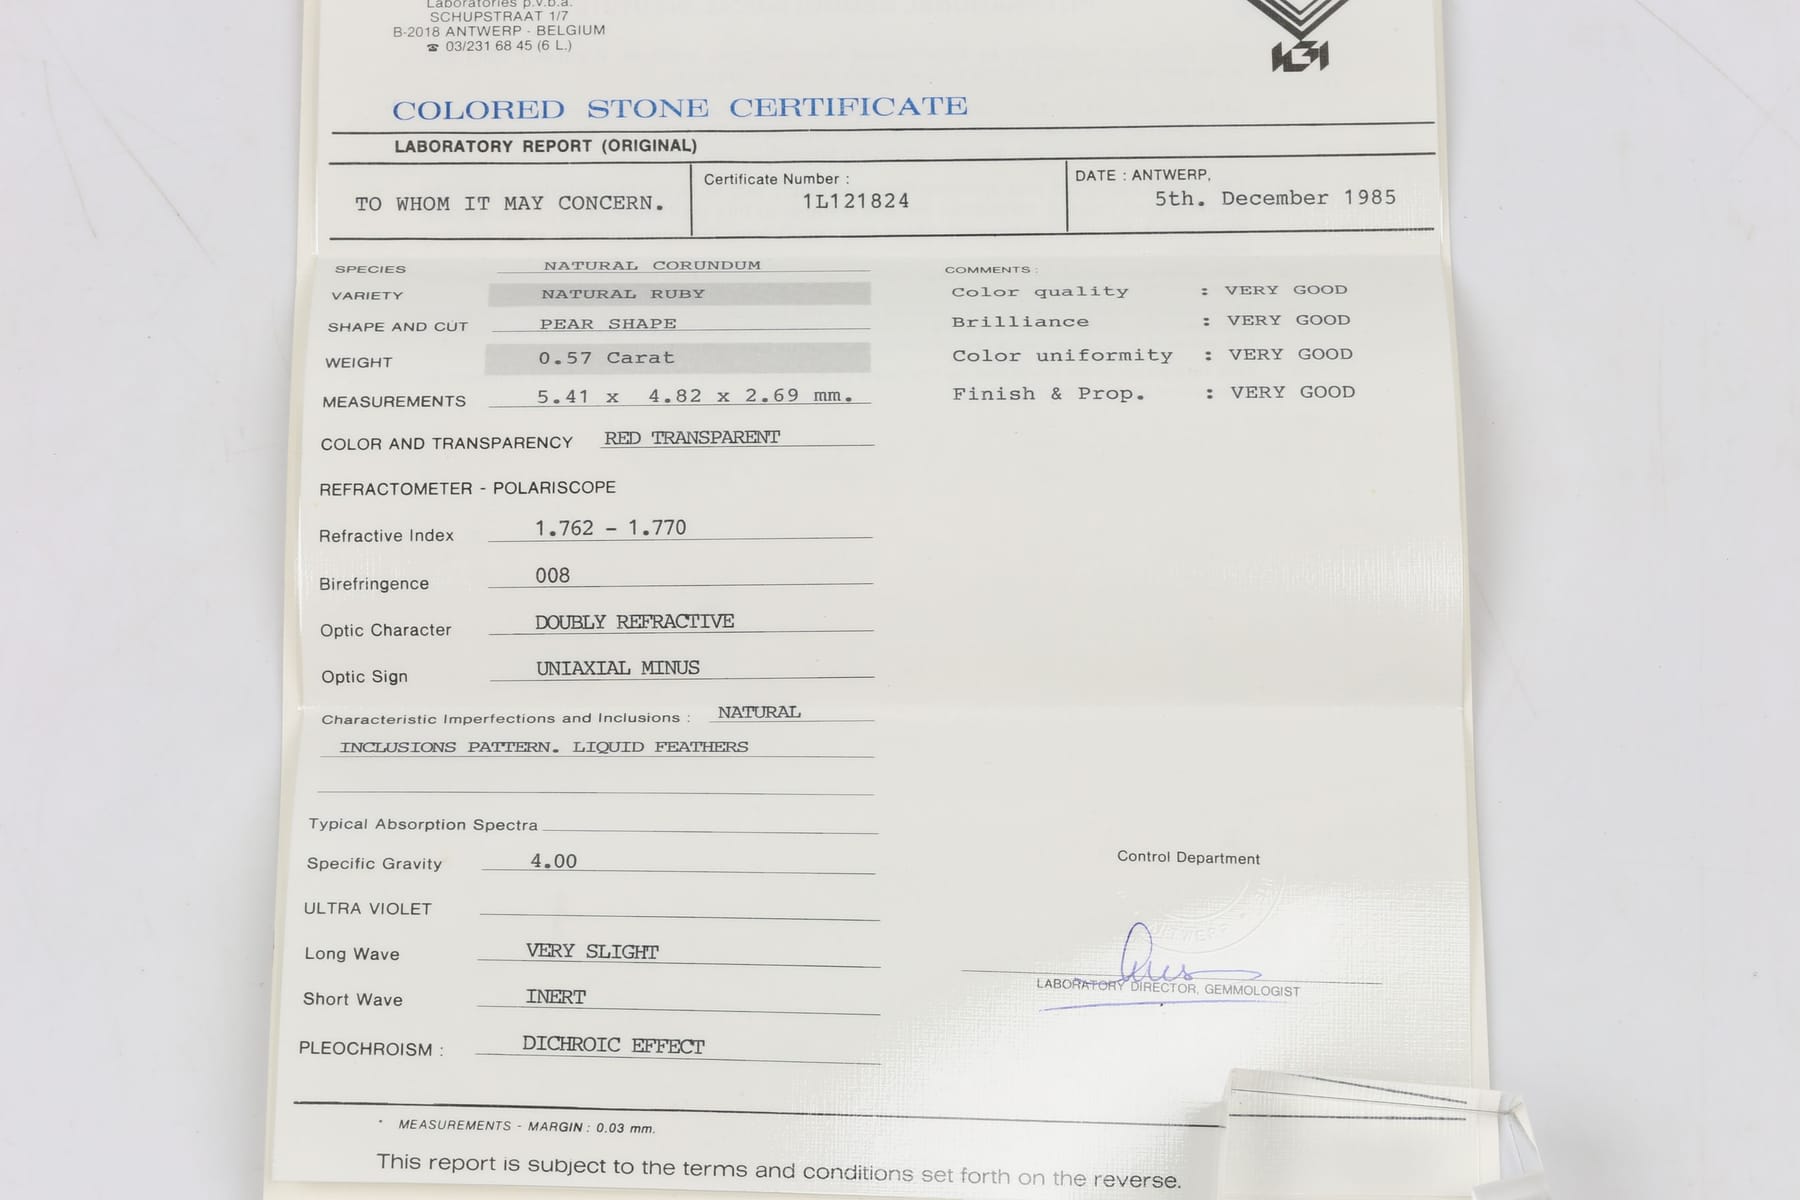 Laboratories p.v.b.a.
SCHUPSTRAAT 1/7
B-2018 ANTWERP - BELGIUM
☎ 03/231 68 45 (6 L.)
COLORED STONE CERTIFICATE
LABORATORY REPORT (ORIGINAL)
TO WHOM IT MAY CONCERN.
Certificate Number :
1L121824
DATE : ANTWERP,
5th. December 1985
SPECIES NATURAL CORUNDUM
VARIETY NATURAL RUBY
SHAPE AND CUT PEAR SHAPE
WEIGHT 0.57 Carat
MEASUREMENTS 5.41 x 4.82 x 2.69 mm.
COLOR AND TRANSPARENCY RED TRANSPARENT
REFRACTOMETER - POLARISCOPE
Refractive Index 1.762 - 1.770
Birefringence 008
Optic Character DOUBLY REFRACTIVE
Optic Sign UNIAXIAL MINUS
Characteristic Imperfections and Inclusions : NATURAL
INCLUSIONS PATTERN. LIQUID FEATHERS
Typical Absorption Spectra
Specific Gravity 4.00
ULTRA VIOLET
Long Wave VERY SLIGHT
Short Wave INERT
PLEOCHROISM : DICHROIC EFFECT
COMMENTS :
Color quality : VERY GOOD
Brilliance : VERY GOOD
Color uniformity : VERY GOOD
Finish & Prop. : VERY GOOD
Control Department
ANTWERP
LABORATORY DIRECTOR, GEMMOLOGIST
* MEASUREMENTS - MARGIN : 0.03 mm.
This report is subject to the terms and conditions set forth on the reverse.